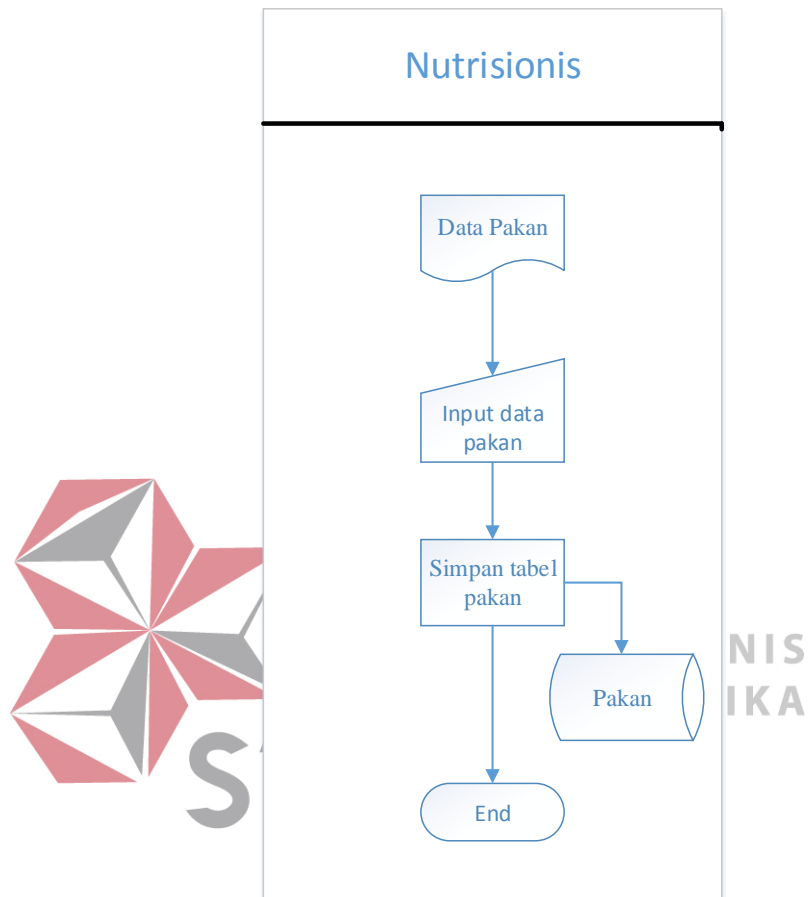 Nutrisionis
Data Pakan
Input data
pakan
Simpan tabel
pakan
NIS
Pakan
IKA
S
End